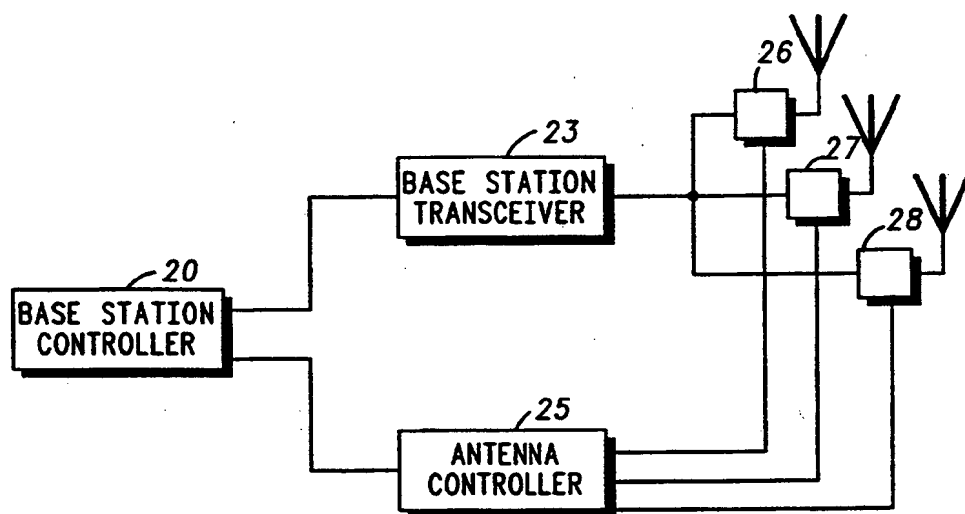 26
23
27
BASE STATION
TRANSCEIVER
28
20
BASE STATION
CONTROLLER
25
ANTENNA
CONTROLLER